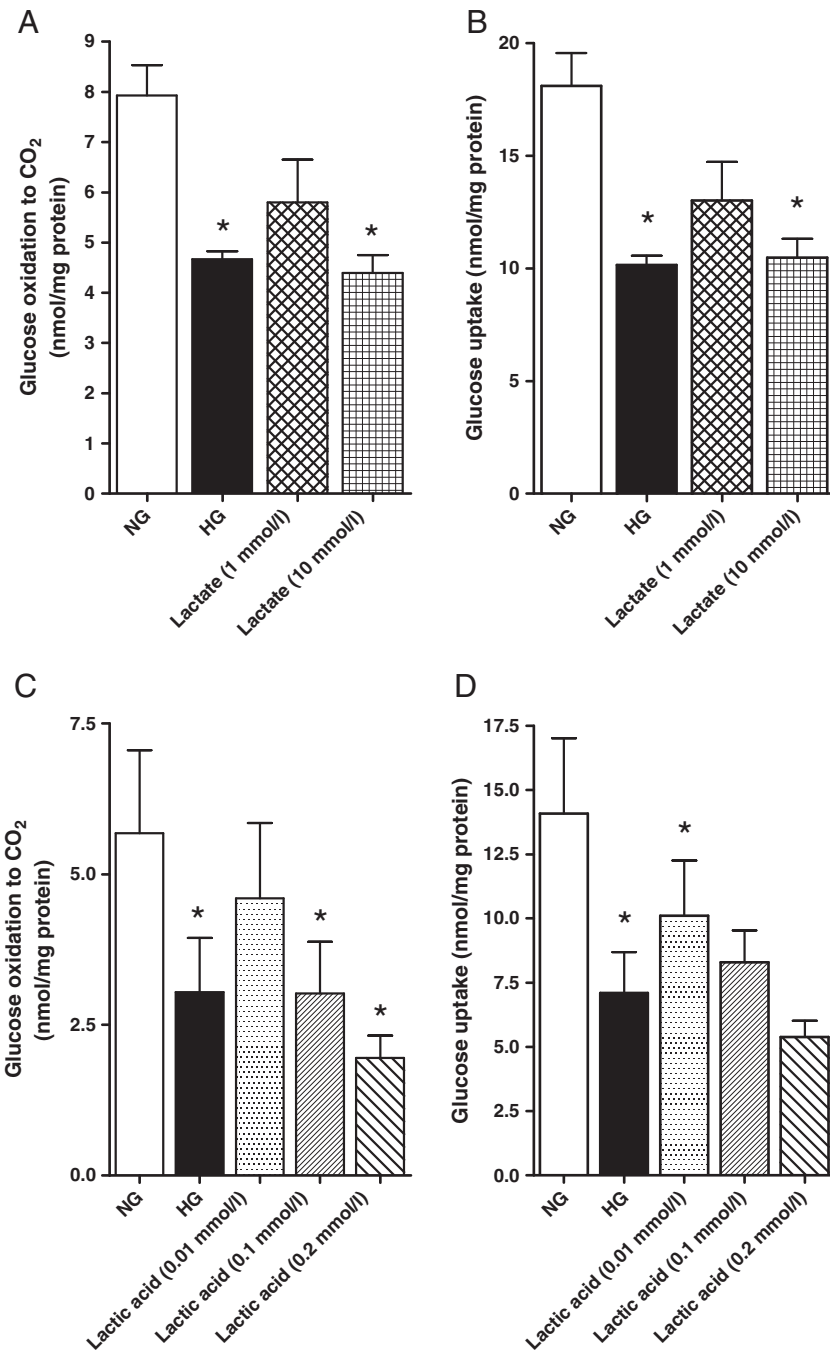 A
Glucose oxidation to CO₂
(nmol/mg protein)
9
8
7
6
5
4
3
2
1
0
*
*
NG
HG
Lactate (1 mmol/l)
Lactate (10 mmol/l)
B
Glucose uptake (nmol/mg protein)
20
15
10
5
0
*
*
NG
HG
Lactate (1 mmol/l)
Lactate (10 mmol/l)
C
Glucose oxidation to CO₂
(nmol/mg protein)
7.5
5.0
2.5
0.0
*
*
*
NG
HG
Lactic acid (0.01 mmol/l)
Lactic acid (0.1 mmol/l)
Lactic acid (0.2 mmol/l)
D
Glucose uptake (nmol/mg protein)
17.5
15.0
12.5
10.0
7.5
5.0
2.5
0.0
*
*
NG
HG
Lactic acid (0.01 mmol/l)
Lactic acid (0.1 mmol/l)
Lactic acid (0.2 mmol/l)